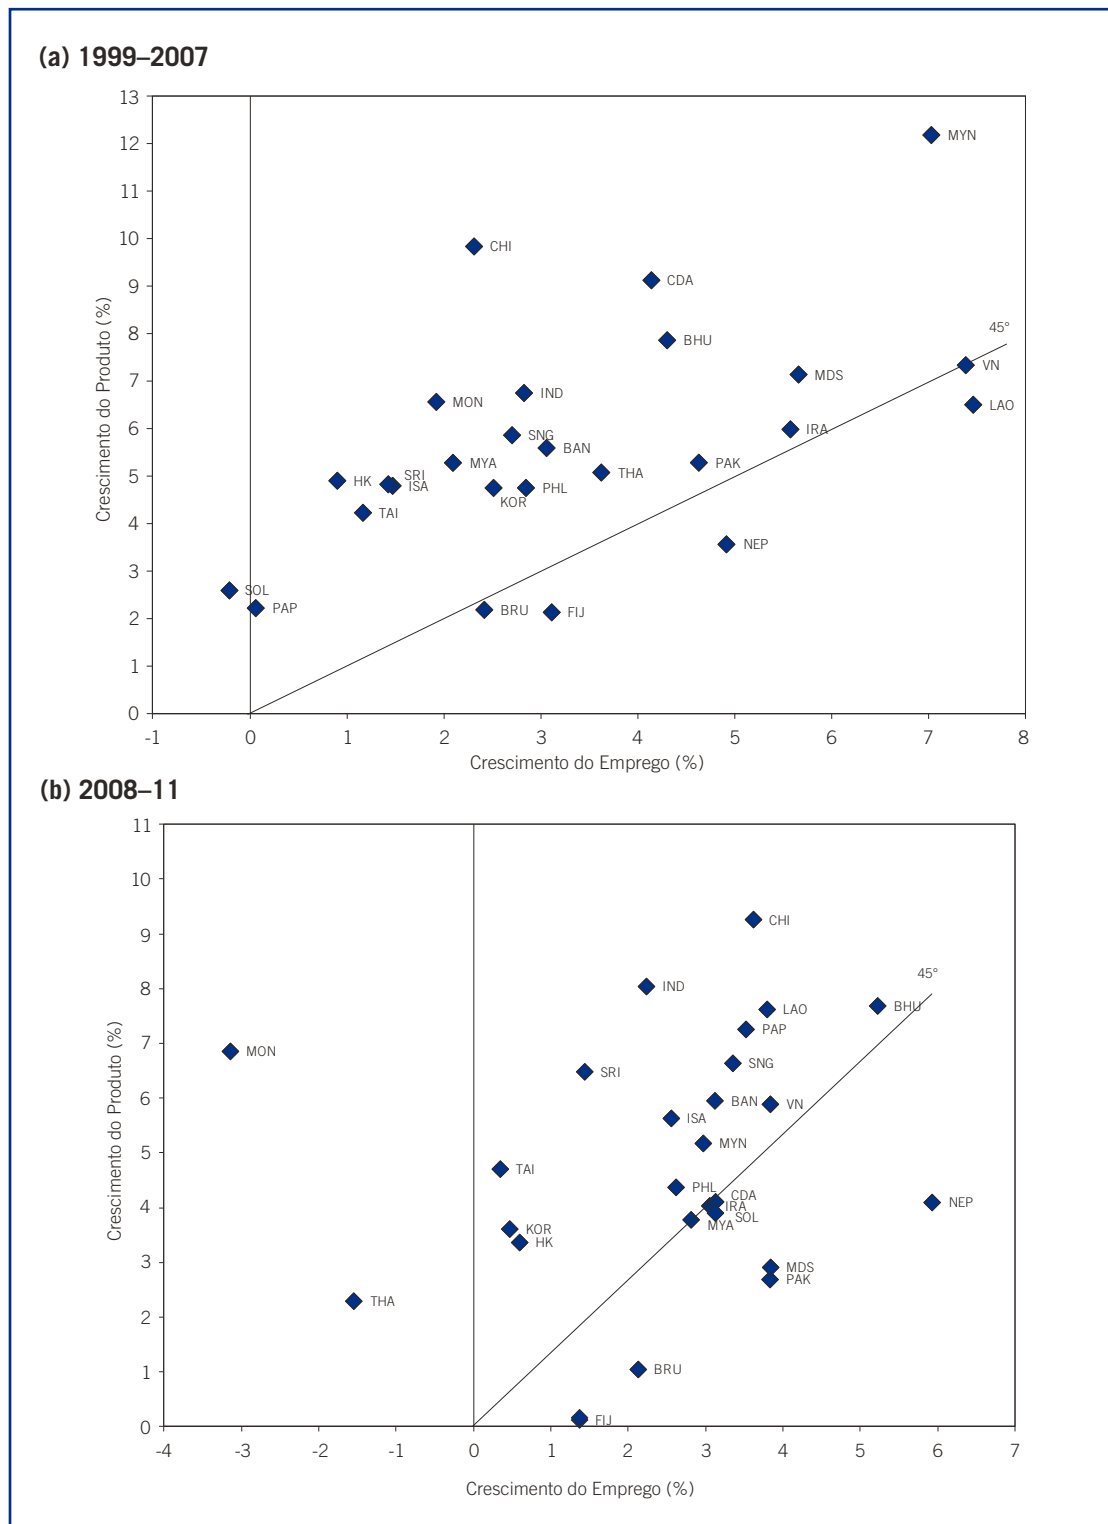 (a) 1999–2007
13
12
11
10
9
8
7
6
5
4
3
2
1
0
Crescimento do Produto (%)
MYN
CHI
CDA
BHU
45°
VN
MDS
LAO
IND
MON
IRA
SNG
BAN
MYA
PAK
THA
SRI
HK
ISA
PHL
KOR
TAI
NEP
SOL
PAP
BRU
FIJ
-1 0 1 2 3 4 5 6 7 8
Crescimento do Emprego (%)
(b) 2008–11
11
10
9
8
7
6
5
4
3
2
1
0
Crescimento do Produto (%)
CHI
45°
IND
LAO
BHU
PAP
MON
SNG
SRI
BAN
VN
ISA
MYN
TAI
PHL
CDA
NEP
IRA
SOL
MYA
KOR
HK
MDS
PAK
THA
BRU
FIJ
-4 -3 -2 -1 0 1 2 3 4 5 6 7
Crescimento do Emprego (%)